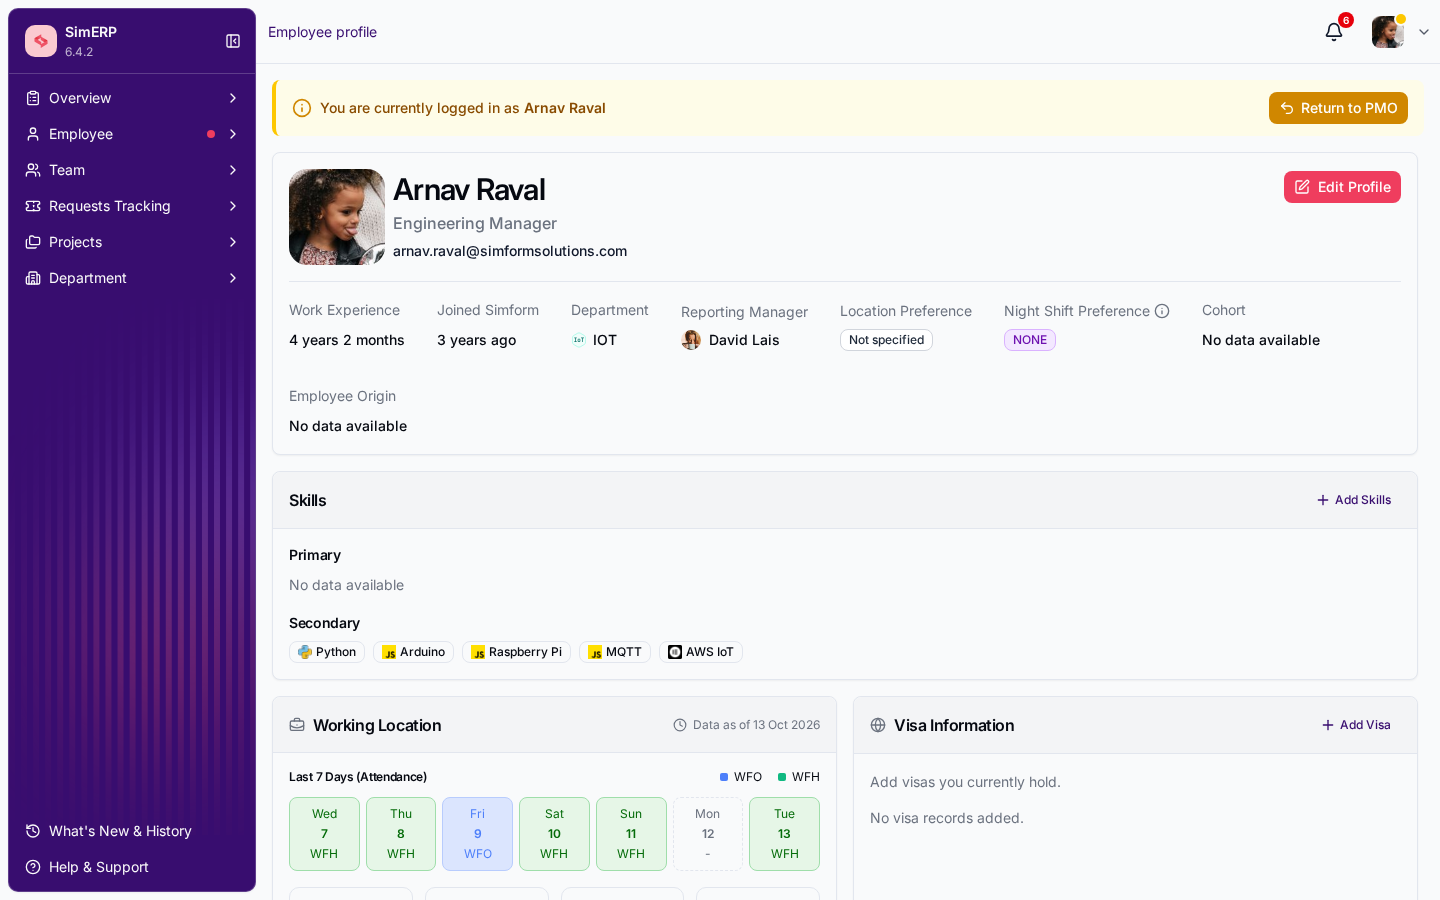 SimERP
6.4.2
Overview
Employee
Team
Requests Tracking
Projects
Department
What's New & History
Help & Support
Employee profile
6
You are currently logged in as Arnav Raval
Return to PMO
Arnav Raval
Engineering Manager
arnav.raval@simformsolutions.com
Edit Profile
Work Experience
4 years 2 months
Joined Simform
3 years ago
Department
IoT IOT
Reporting Manager
David Lais
Location Preference
Not specified
Night Shift Preference
NONE
Cohort
No data available
Employee Origin
No data available
Skills
Add Skills
Primary
No data available
Secondary
Python JS Arduino JS Raspberry Pi JS MQTT AWS IoT
Working Location
Data as of 13 Oct 2026
Last 7 Days (Attendance)
WFO WFH
Wed Thu Fri Sat Sun Mon Tue
7 8 9 10 11 12 13
WFH WFH WFO WFH WFH - WFH
Visa Information
Add Visa
Add visas you currently hold.
No visa records added.